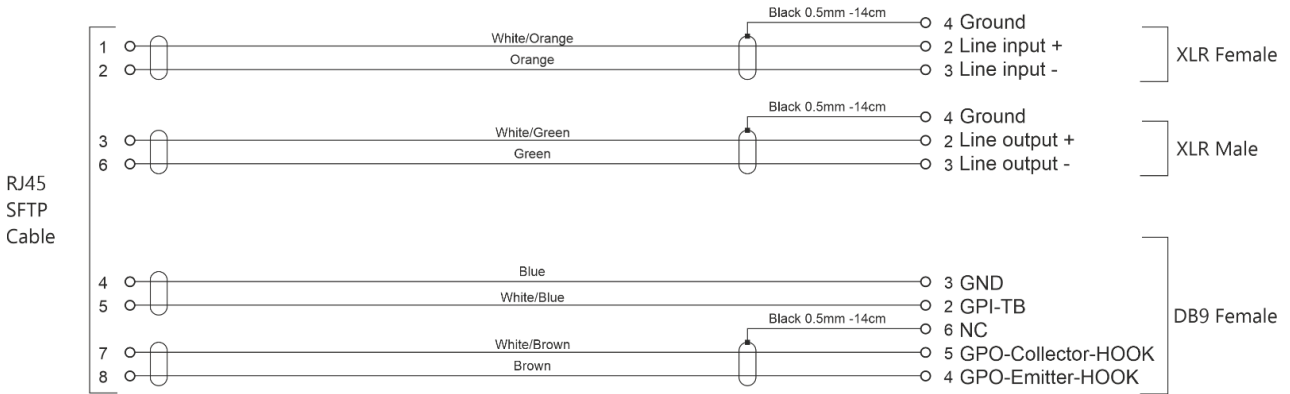 Black 0.5mm -14cm
4 Ground
1 White/Orange 2 Line input +
2 Orange 3 Line input -
XLR Female
Black 0.5mm -14cm
4 Ground
3 White/Green 2 Line output +
6 Green 3 Line output -
XLR Male
RJ45
SFTP
Cable
4 Blue 3 GND
5 White/Blue 2 GPI-TB
Black 0.5mm -14cm
6 NC
DB9 Female
7 White/Brown 5 GPO-Collector-HOOK
8 Brown 4 GPO-Emitter-HOOK